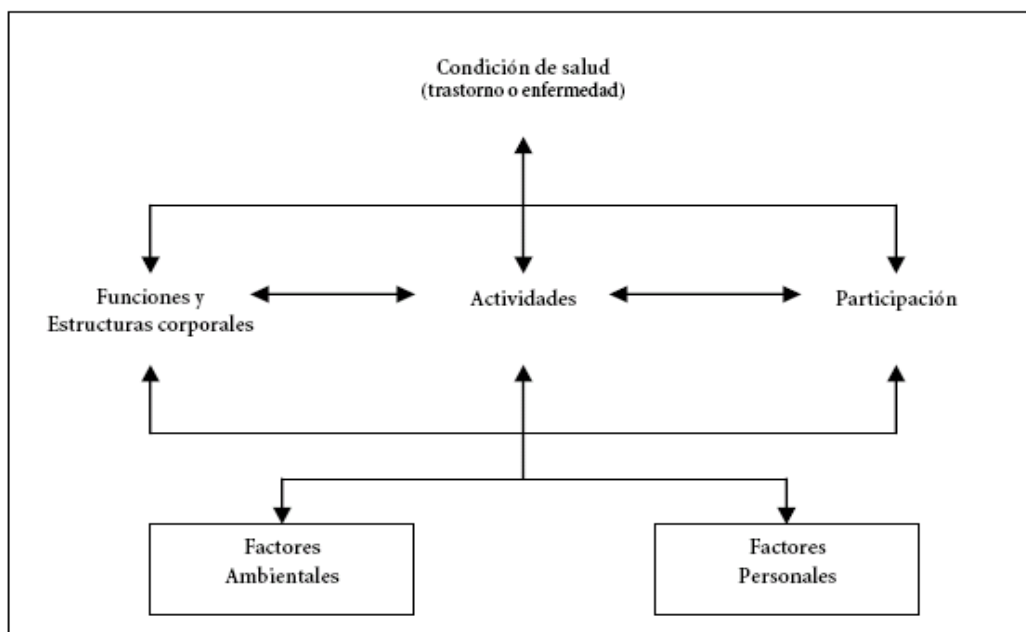 Condición de salud
(trastorno o enfermedad)
Funciones y
Estructuras corporales
Actividades
Participación
Factores
Ambientales
Factores
Personales